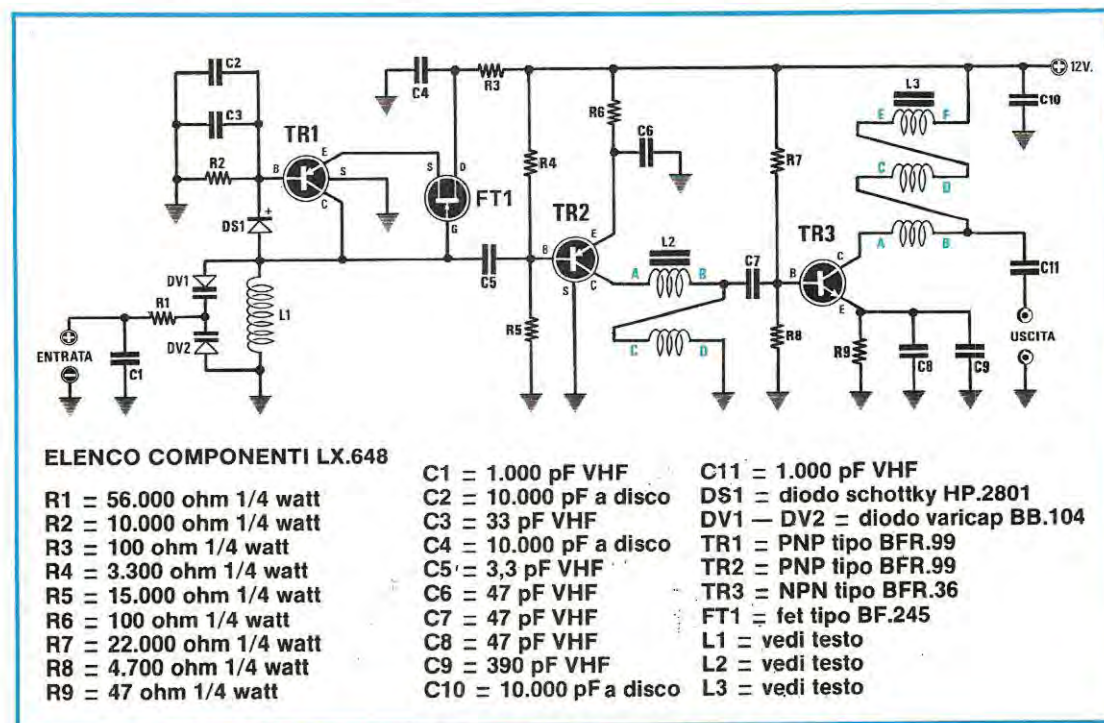 C2
C3
R2
TR1
B
E
S
C
DS1
+
DV1
DV2
R1
L1
ENTRATA
C1
C4
R3
S
D
G
FT1
C5
R4
R5
R6
C6
TR2
B
E
C
S
L2
A
B
C
D
C7
R7
R8
TR3
B
C
E
L3
E
F
C
D
A
B
R9
C8
C9
C10
12V.
C11
USCITA
ELENCO COMPONENTI LX.648
R1 = 56.000 ohm 1/4 watt
R2 = 10.000 ohm 1/4 watt
R3 = 100 ohm 1/4 watt
R4 = 3.300 ohm 1/4 watt
R5 = 15.000 ohm 1/4 watt
R6 = 100 ohm 1/4 watt
R7 = 22.000 ohm 1/4 watt
R8 = 4.700 ohm 1/4 watt
R9 = 47 ohm 1/4 watt
C1 = 1.000 pF VHF
C2 = 10.000 pF a disco
C3 = 33 pF VHF
C4 = 10.000 pF a disco
C5 = 3,3 pF VHF
C6 = 47 pF VHF
C7 = 47 pF VHF
C8 = 47 pF VHF
C9 = 390 pF VHF
C10 = 10.000 pF a disco
C11 = 1.000 pF VHF
DS1 = diodo schottky HP.2801
DV1 — DV2 = diodo varicap BB.104
TR1 = PNP tipo BFR.99
TR2 = PNP tipo BFR.99
TR3 = NPN tipo BFR.36
FT1 = fet tipo BF.245
L1 = vedi testo
L2 = vedi testo
L3 = vedi testo